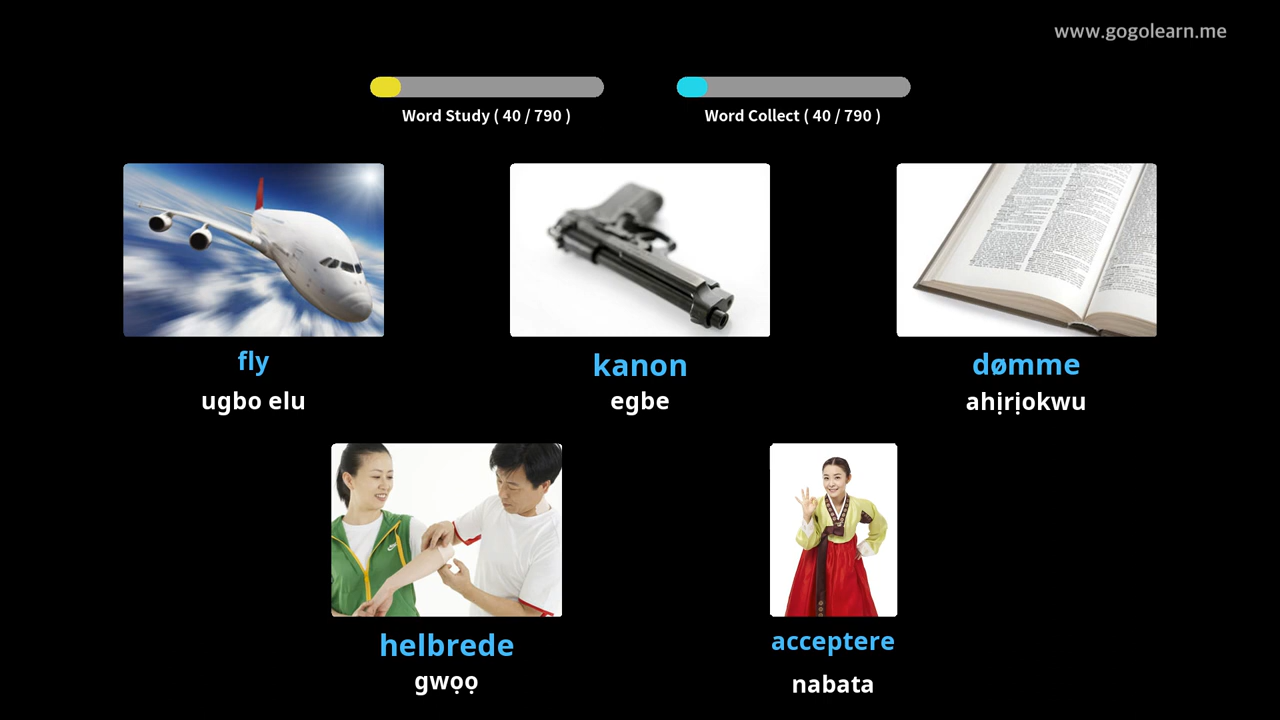 www.gogolearn.me
Word Study ( 40 / 790 )
Word Collect ( 40 / 790 )
fly
ugbo elu
kanon
egbe
dømme
ahịrịokwu
helbrede
gwọọ
acceptere
nabata